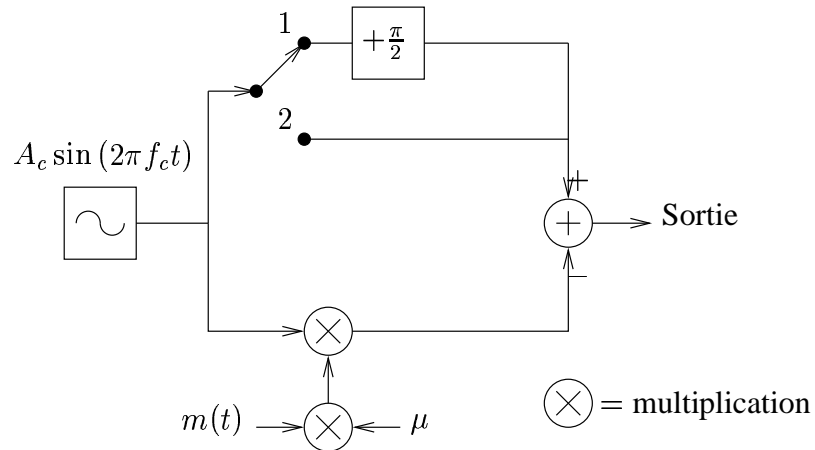 1
+π/2
2
A_c sin (2πf_c t)
+
+
Sortie
−
×
m(t)
×
μ
× = multiplication